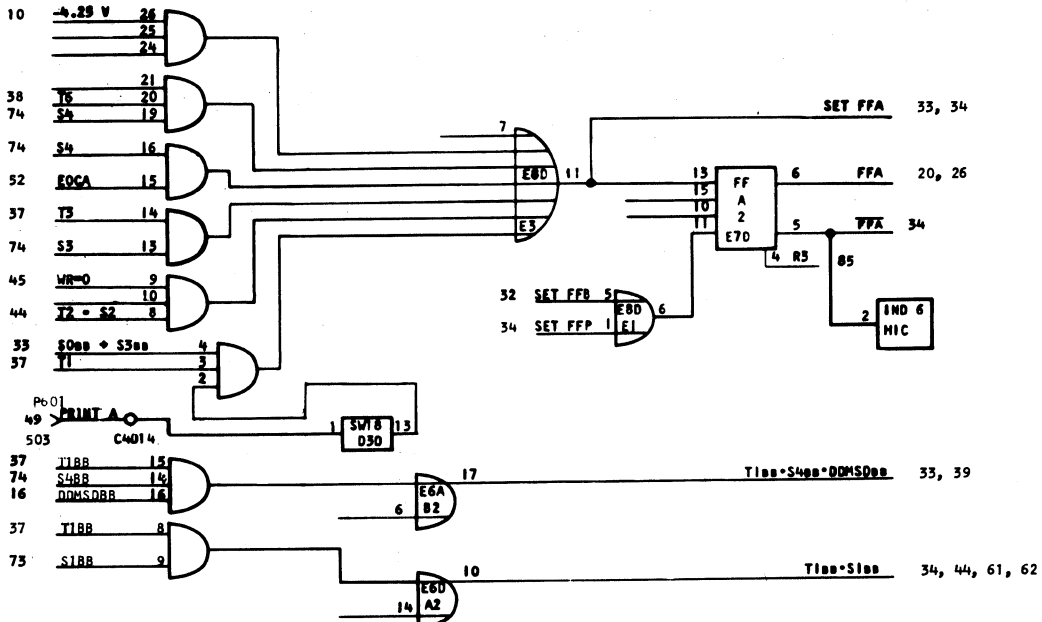 10 -4.25 V 26
25
24
21
38 T6 20
74 S4 19
74 S4 16
52 EOCA 15
37 T3 14
74 S3 13
45 WR=0 9
10
44 T2 • S2 8
33 S0BB + S3BB 4
37 T1 3
2
P601
49 PRINT A
503 C4D14
1 SW18 13
D3D
7
E8D 11
E3
SET FFA 33, 34
13 FF 6 FFA 20, 26
15 A
10 2
11 E7D 5 FFA 34
4 R3
85
32 SET FFB 5 E8D 6
34 SET FFP 1 E1
2 IND 6
MIC
37 T1BB 15
74 S4BB 14
16 DDMSDBB 16
17 T1BB•S4BB•DDMSDBB 33, 39
E6A
6 B2
37 T1BB 8
73 S1BB 9
10 T1BB•S1BB 34, 44, 61, 62
E6D
14 A2